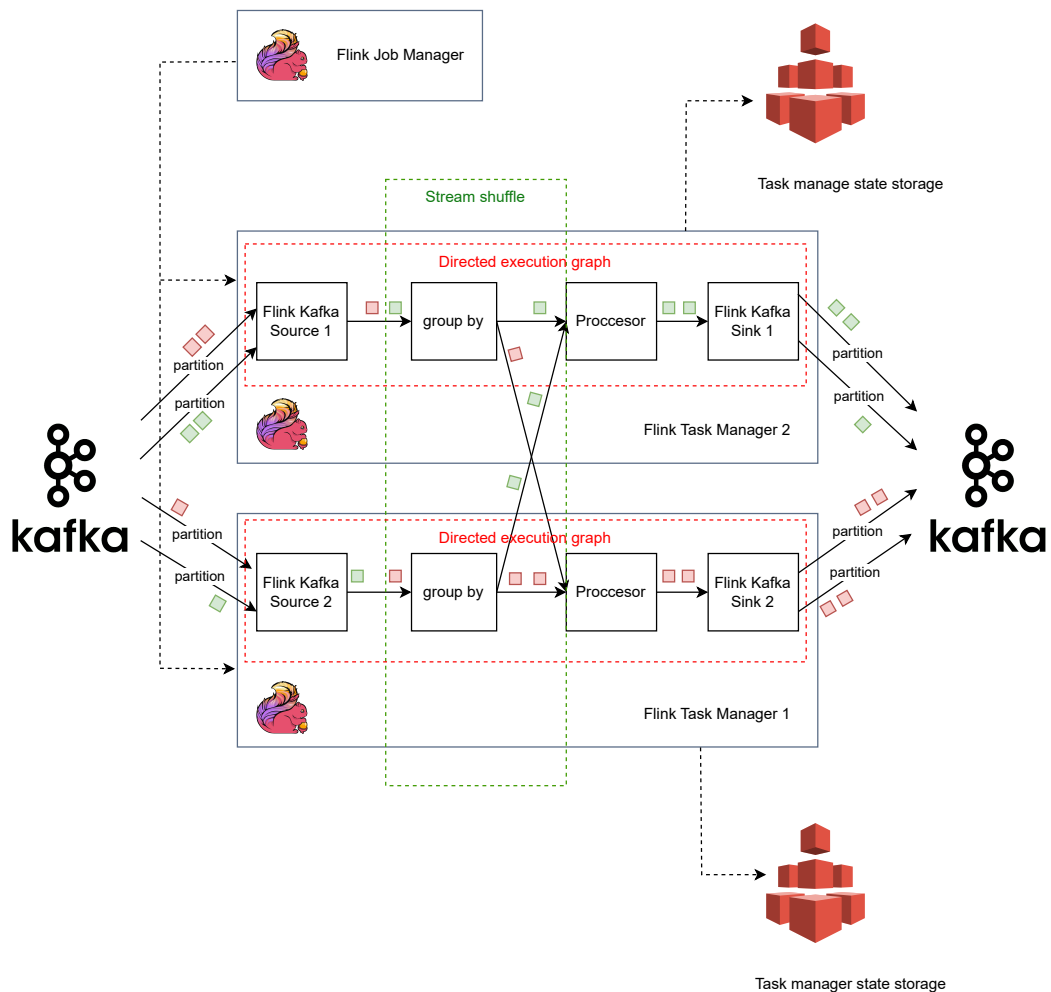 Flink Job Manager
Task manage state storage
Stream shuffle
Directed execution graph
Flink Kafka
Source 1
group by
Proccesor
Flink Kafka
Sink 1
partition
partition
partition
partition
Flink Task Manager 2
kafka
kafka
Directed execution graph
partition
partition
partition
partition
Flink Kafka
Source 2
group by
Proccesor
Flink Kafka
Sink 2
Flink Task Manager 1
Task manager state storage